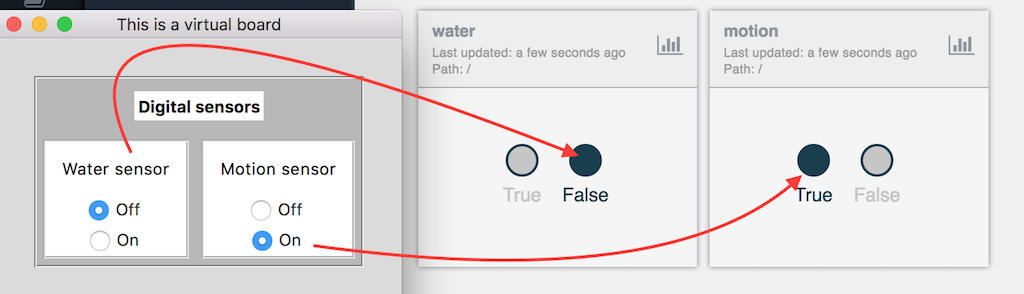 This is a virtual board
Digital sensors
Water sensor
Off
On
Motion sensor
Off
On
water
Last updated: a few seconds ago
Path: /
True
False
motion
Last updated: a few seconds ago
Path: /
True
False